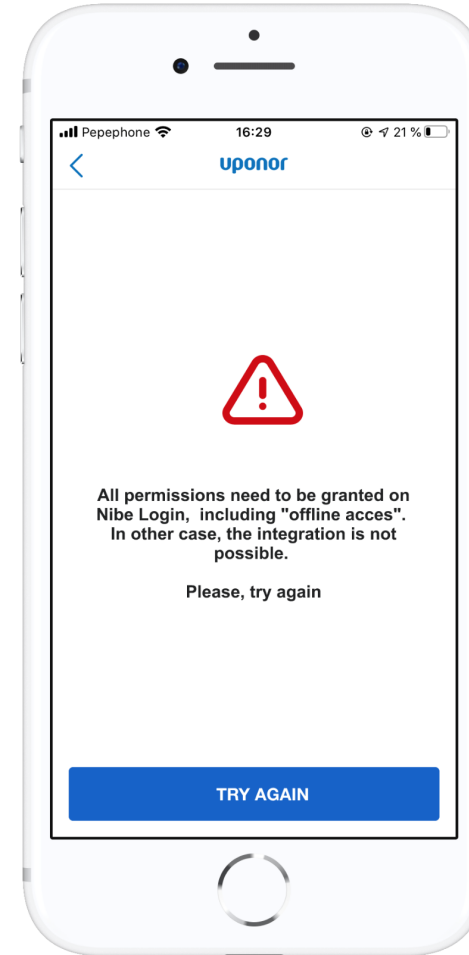 Pepephone 16:29 21 %
uponor
All permissions need to be granted on
Nibe Login, including "offline acces".
In other case, the integration is not
possible.
Please, try again
TRY AGAIN